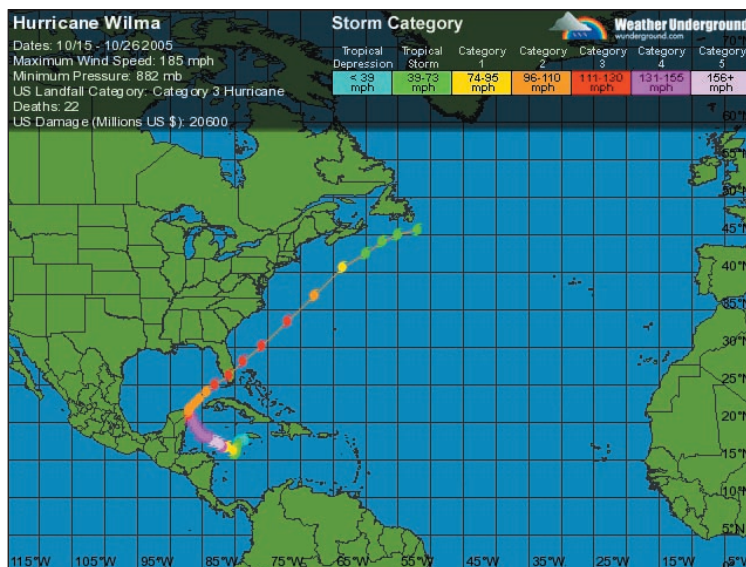 Hurricane Wilma
Dates: 10/15 - 10/26 2005
Maximum Wind Speed: 185 mph
Minimum Pressure: 882 mb
US Landfall Category: Category 3 Hurricane
Deaths: 22
US Damage (Millions US $): 20600
Storm Category
Weather Underground
wunderground.com
Tropical Depression
< 39 mph
Tropical Storm
39-73 mph
Category 1
74-95 mph
Category 2
96-110 mph
Category 3
111-130 mph
Category 4
131-155 mph
Category 5
156+ mph
60°N
55°N
50°N
45°N
40°N
35°N
30°N
25°N
20°N
15°N
10°N
5°N
115°W 105°W 95°W 85°W 75°W 65°W 55°W 45°W 35°W 25°W 15°W